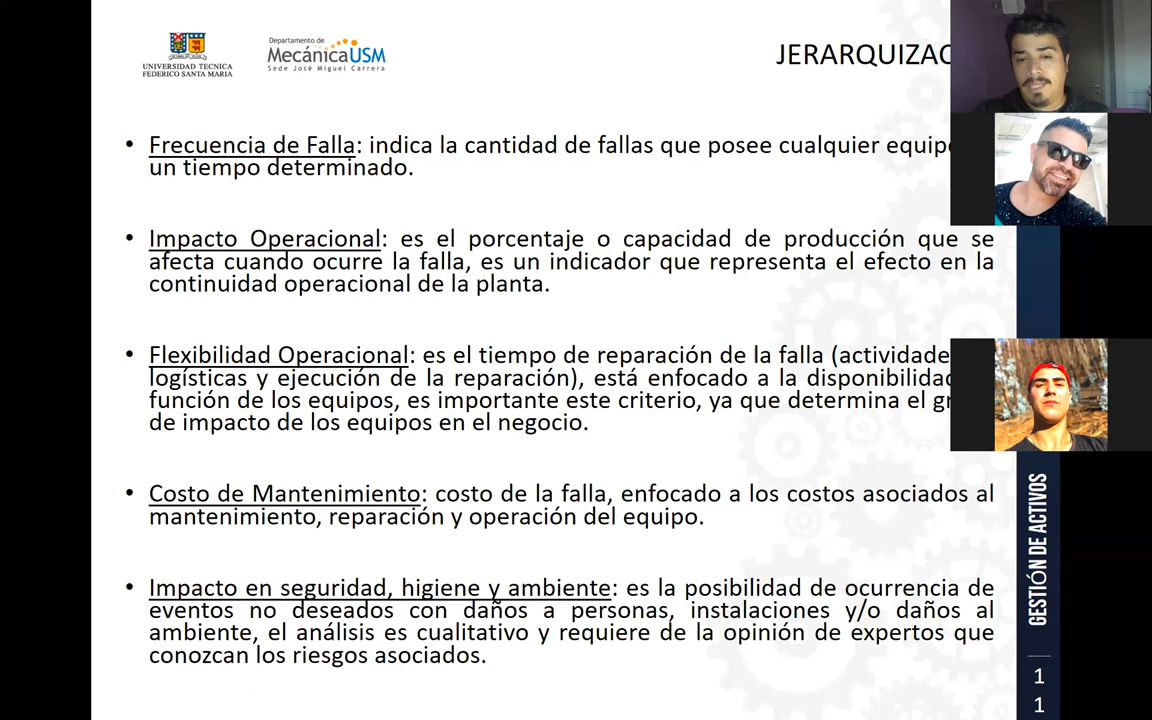 UNIVERSIDAD TECNICA
FEDERICO SANTA MARIA
Departamento de
MecánicaUSM
Sede José Miguel Carrera
JERARQUIZAC
• Frecuencia de Falla: indica la cantidad de fallas que posee cualquier equip
un tiempo determinado.
• Impacto Operacional: es el porcentaje o capacidad de producción que se
afecta cuando ocurre la falla, es un indicador que representa el efecto en la
continuidad operacional de la planta.
• Flexibilidad Operacional: es el tiempo de reparación de la falla (actividade
logísticas y ejecución de la reparación), está enfocado a la disponibilidad
función de los equipos, es importante este criterio, ya que determina el g
de impacto de los equipos en el negocio.
• Costo de Mantenimiento: costo de la falla, enfocado a los costos asociados al
mantenimiento, reparación y operación del equipo.
• Impacto en seguridad, higiene y ambiente: es la posibilidad de ocurrencia de
eventos no deseados con daños a personas, instalaciones y/o daños al
ambiente, el análisis es cualitativo y requiere de la opinión de expertos que
conozcan los riesgos asociados.
GESTIÓN DE ACTIVOS
1
1